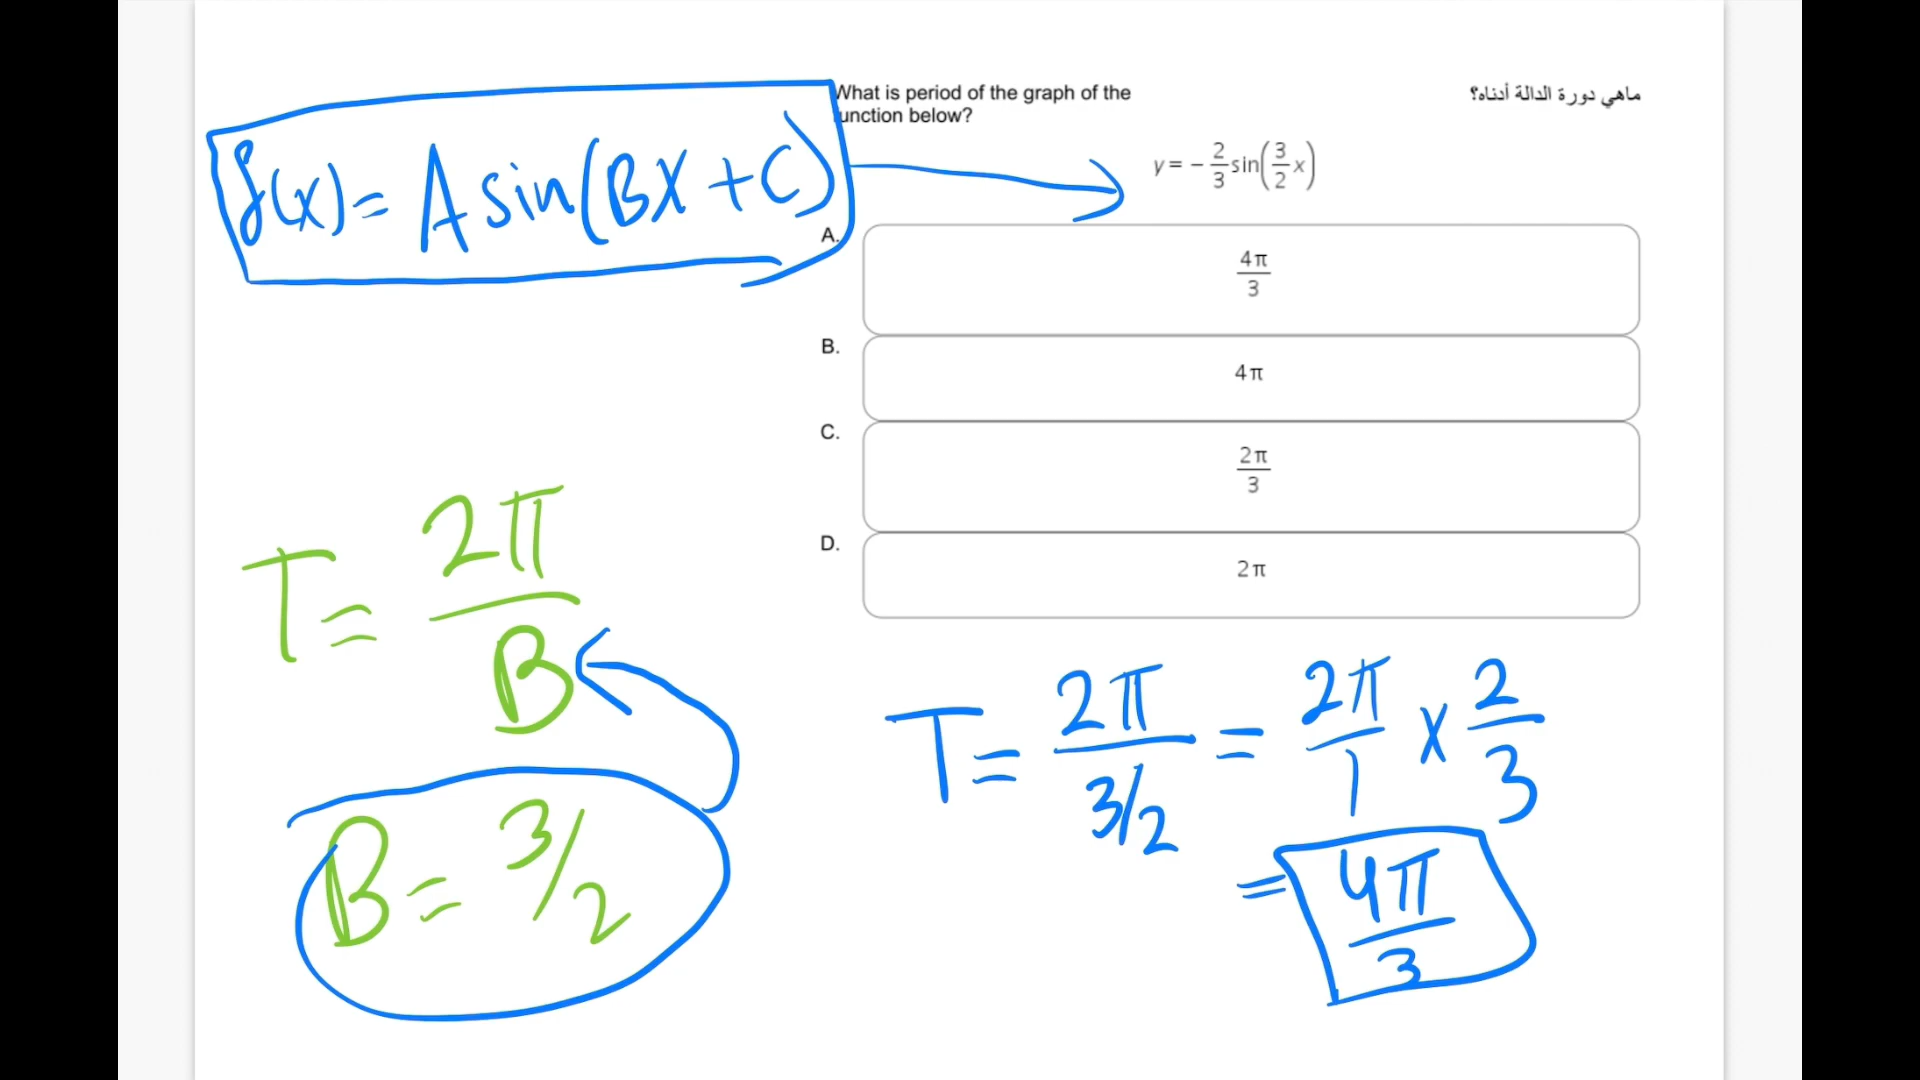 What is period of the graph of the
function below?
ماهي دورة الدالة أدناه؟
y = - 2/3 sin(3/2 x)
f(x) = A sin(BX + C)
A. 4π/3
B. 4π
C. 2π/3
D. 2π
T = 2π/B
B = 3/2
T = 2π/3/2 = 2π/1 x 2/3
= 4π/3